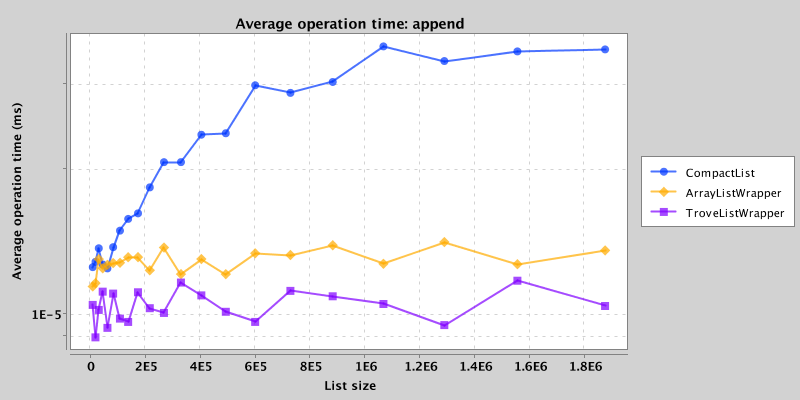 Average operation time: append
Average operation time (ms)
1E-5
0 2E5 4E5 6E5 8E5 1E6 1.2E6 1.4E6 1.6E6 1.8E6
List size
CompactList
ArrayListWrapper
TroveListWrapper